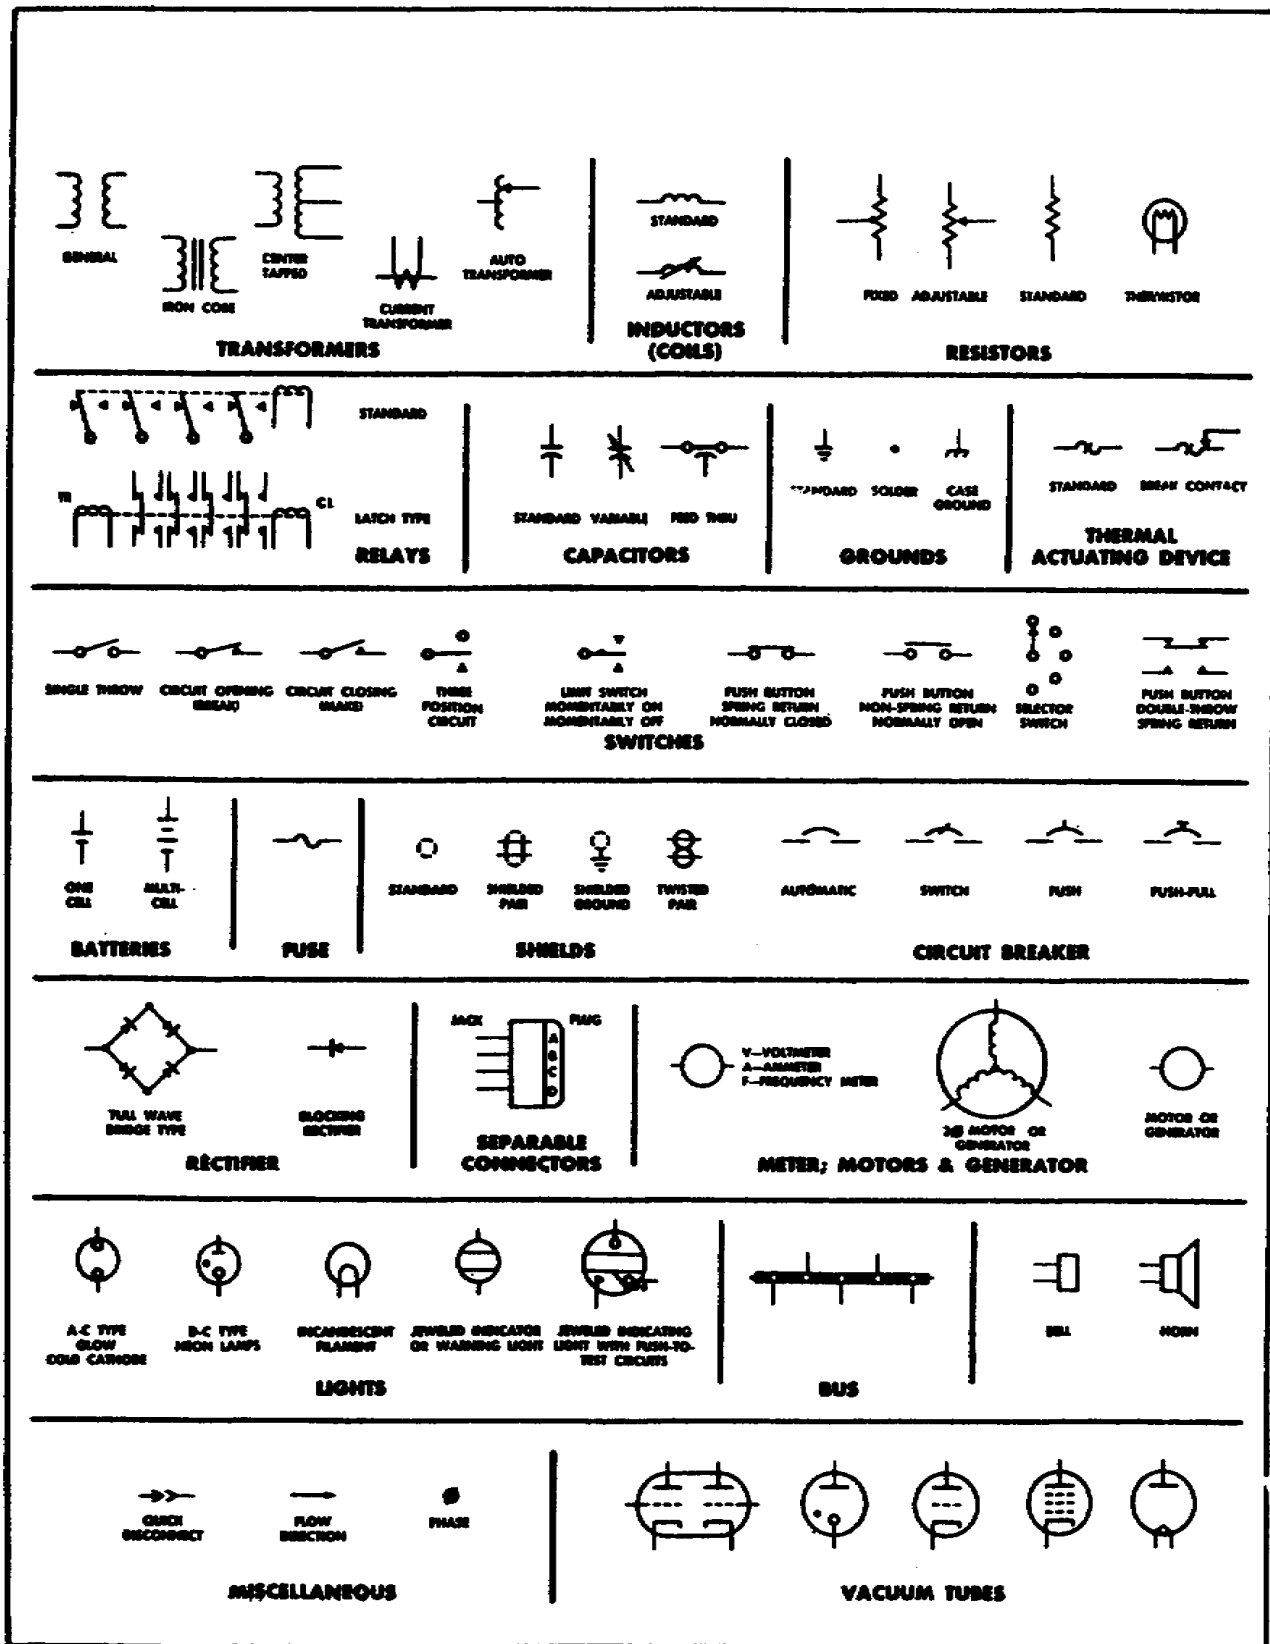 GENERAL
IRON CORE
CENTER
TAPPED
CURRENT
TRANSFORMER
AUTO
TRANSFORMER
TRANSFORMERS
STANDARD
ADJUSTABLE
INDUCTORS
(COILS)
FIXED ADJUSTABLE STANDARD THERMISTOR
RESISTORS
STANDARD
TR
CL
LATCH TYPE
RELAYS
STANDARD VARIABLE FEED THRU
CAPACITORS
STANDARD SOLDER CASE
GROUND
GROUNDS
STANDARD BREAK CONTACT
THERMAL
ACTUATING DEVICE
SINGLE THROW
CIRCUIT OPENING
(BREAK)
CIRCUIT CLOSING
(MAKE)
THREE
POSITION
CIRCUIT
LIMIT SWITCH
MOMENTARILY ON
MOMENTARILY OFF
PUSH BUTTON
SPRING RETURN
NORMALLY CLOSED
PUSH BUTTON
NON-SPRING RETURN
NORMALLY OPEN
SELECTOR
SWITCH
PUSH BUTTON
DOUBLE-THROW
SPRING RETURN
SWITCHES
ONE
CELL
MULTI-
CELL
BATTERIES
FUSE
STANDARD
SHIELDED
PAIR
SHIELDED
GROUND
TWISTED
PAIR
SHIELDS
AUTOMATIC SWITCH PUSH PUSH-PULL
CIRCUIT BREAKER
FULL WAVE
BRIDGE TYPE
BLOCKING
RECTIFIER
RECTIFIER
JACK PLUG
A
B
C
D
SEPARABLE
CONNECTORS
V—VOLTMETER
A—AMMETER
F—FREQUENCY METER
3Ø MOTOR OR
GENERATOR
MOTOR OR
GENERATOR
METER; MOTORS & GENERATOR
A-C TYPE
GLOW
COLD CATHODE
D-C TYPE
NEON LAMPS
INCANDESCENT
FILAMENT
JEWELED INDICATOR
OR WARNING LIGHT
JEWELED INDICATING
LIGHT WITH PUSH-TO-
TEST CIRCUITS
LIGHTS
BUS
BELL
HORN
QUICK
DISCONNECT
FLOW
DIRECTION
PHASE
MISCELLANEOUS
VACUUM TUBES